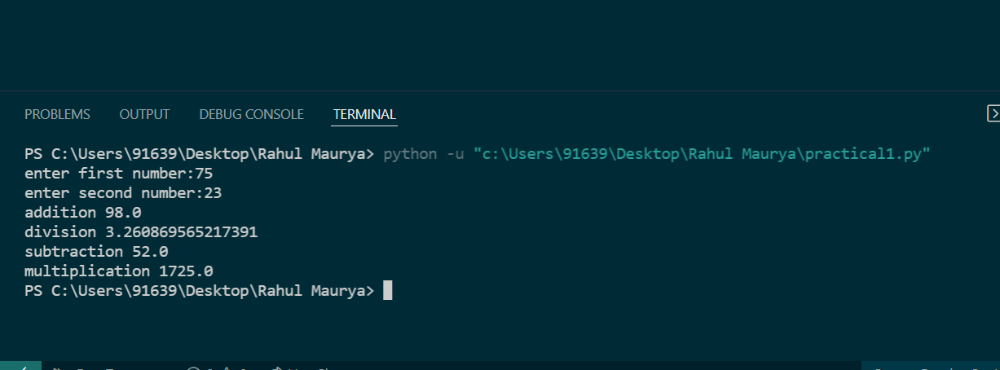 PROBLEMS OUTPUT DEBUG CONSOLE TERMINAL
PS C:\Users\91639\Desktop\Rahul Maurya> python -u "c:\Users\91639\Desktop\Rahul Maurya\practical1.py"
enter first number:75
enter second number:23
addition 98.0
division 3.260869565217391
subtraction 52.0
multiplication 1725.0
PS C:\Users\91639\Desktop\Rahul Maurya>